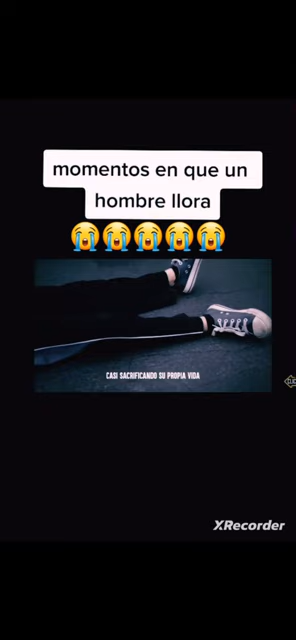 momentos en que un
hombre llora
CASI SACRIFICANDO SU PROPIA VIDA
XRecorder